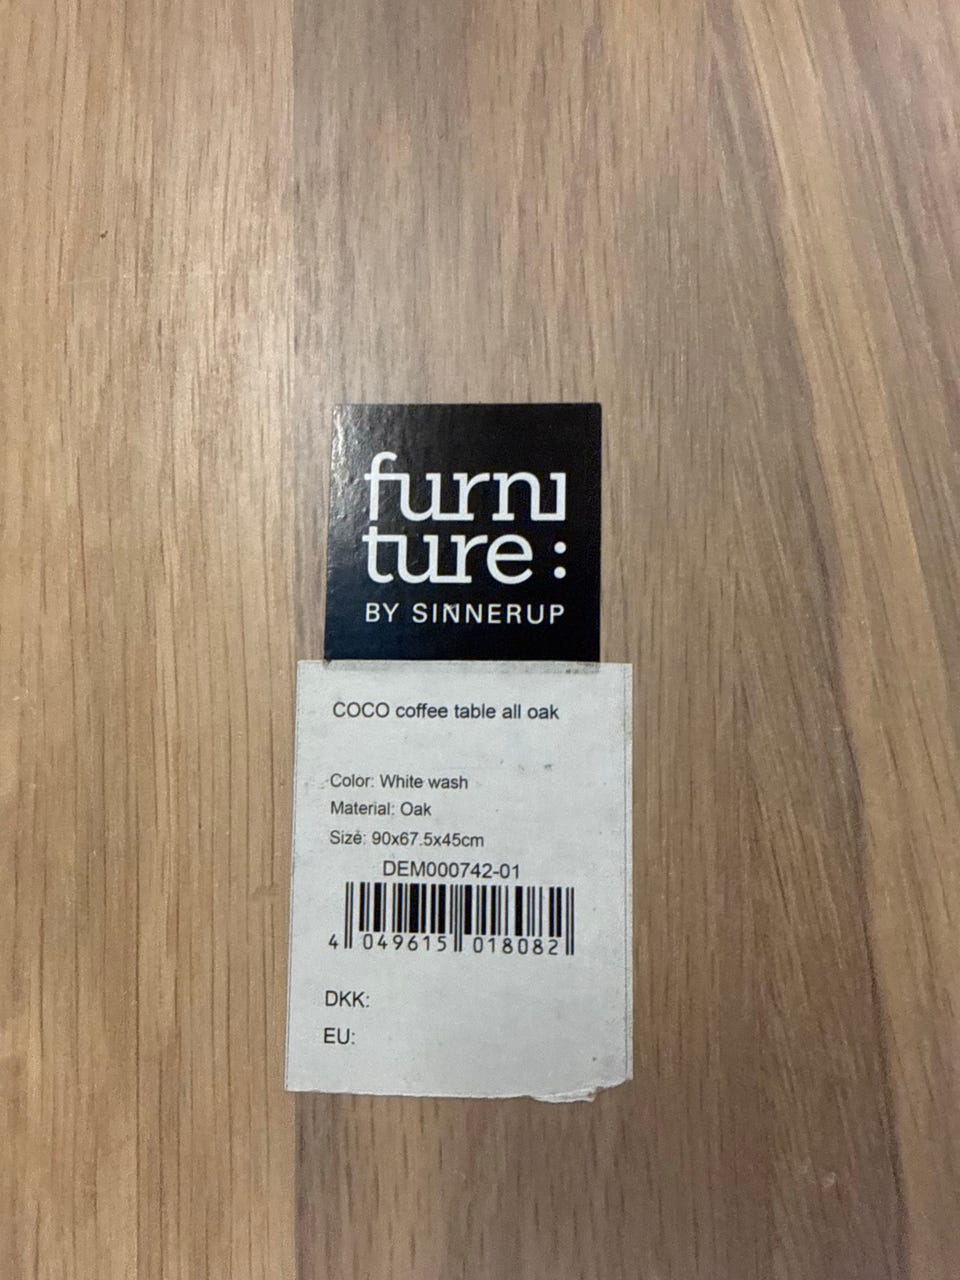 furni
ture:
BY SINNERUP
COCO coffee table all oak
Color: White wash
Material: Oak
Size: 90x67.5x45cm
DEM000742-01
4 049615 018082
DKK:
EU: